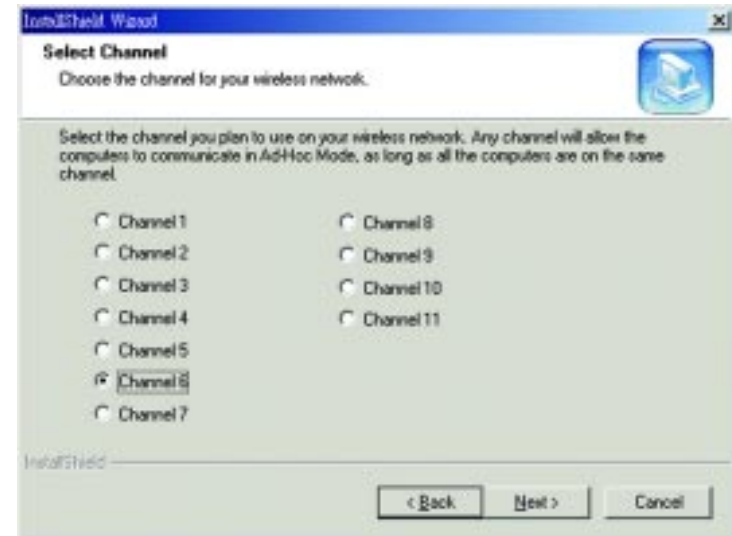 InstallShield Wizard
Select Channel
Choose the channel for your wireless network.
Select the channel you plan to use on your wireless network. Any channel will allow the
computers to communicate in Ad-Hoc Mode, as long as all the computers are on the same
channel.
Channel 1
Channel 2
Channel 3
Channel 4
Channel 5
Channel 6
Channel 7
Channel 8
Channel 9
Channel 10
Channel 11
InstallShield
< Back
Next >
Cancel